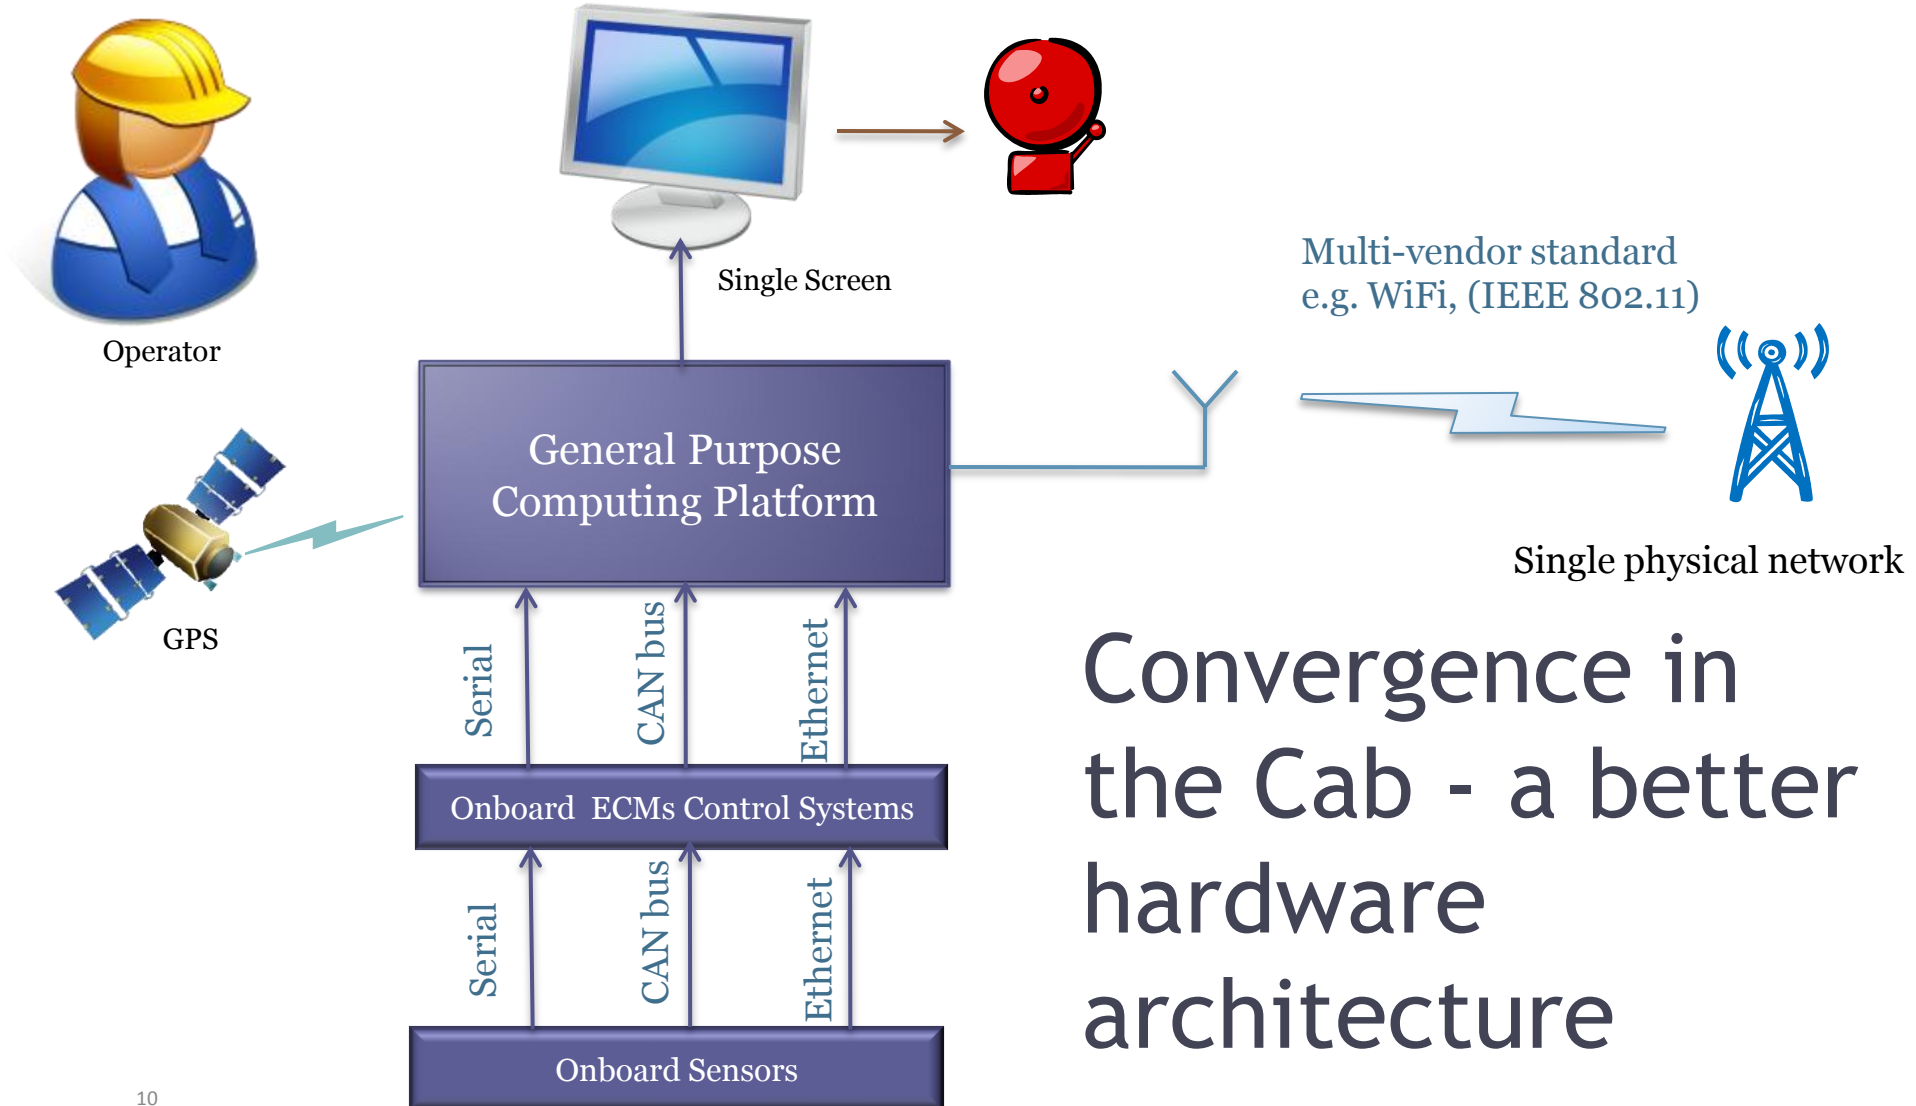 Single Screen
Multi-vendor standard
e.g. WiFi, (IEEE 802.11)
Operator
General Purpose
Computing Platform
Single physical network
GPS
Serial
CAN bus
Ethernet
Onboard ECMs Control Systems
Serial
CAN bus
Ethernet
Onboard Sensors
Convergence in
the Cab - a better
hardware
architecture
10